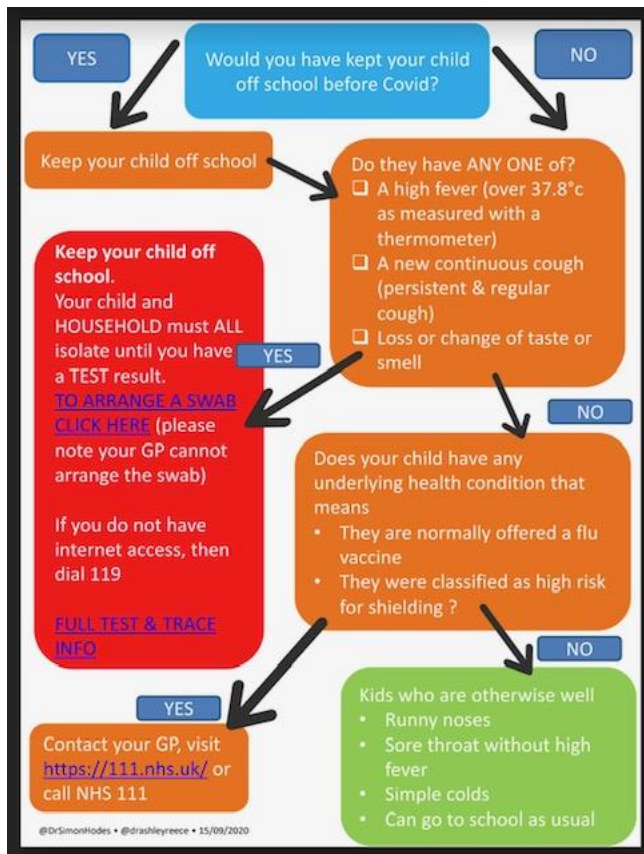 YES
Would you have kept your child
off school before Covid?
NO
Keep your child off school
Do they have ANY ONE of?
❑ A high fever (over 37.8°c
as measured with a
thermometer)
❑ A new continuous cough
(persistent & regular
cough)
❑ Loss or change of taste or
smell
YES
Keep your child off
school.
Your child and
HOUSEHOLD must ALL
isolate until you have
a TEST result.
TO ARRANGE A SWAB
CLICK HERE (please
note your GP cannot
arrange the swab)
If you do not have
internet access, then
dial 119
FULL TEST & TRACE
INFO
NO
Does your child have any
underlying health condition that
means
• They are normally offered a flu
vaccine
• They were classified as high risk
for shielding ?
YES
Contact your GP, visit
https://111.nhs.uk/ or
call NHS 111
NO
Kids who are otherwise well
• Runny noses
• Sore throat without high
fever
• Simple colds
• Can go to school as usual
@DrSimonHodes • @drashleyreece • 15/09/2020